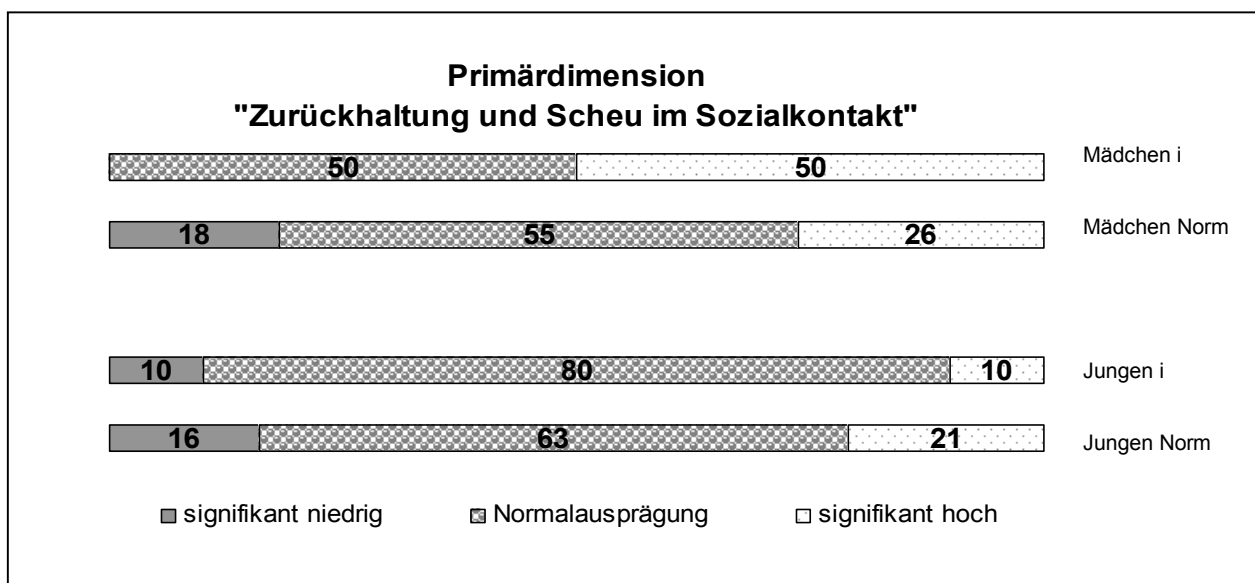 Primärdimension
"Zurückhaltung und Scheu im Sozialkontakt"
50 50 Mädchen i
18 55 26 Mädchen Norm
10 80 10 Jungen i
16 63 21 Jungen Norm
signifikant niedrig Normalausprägung signifikant hoch